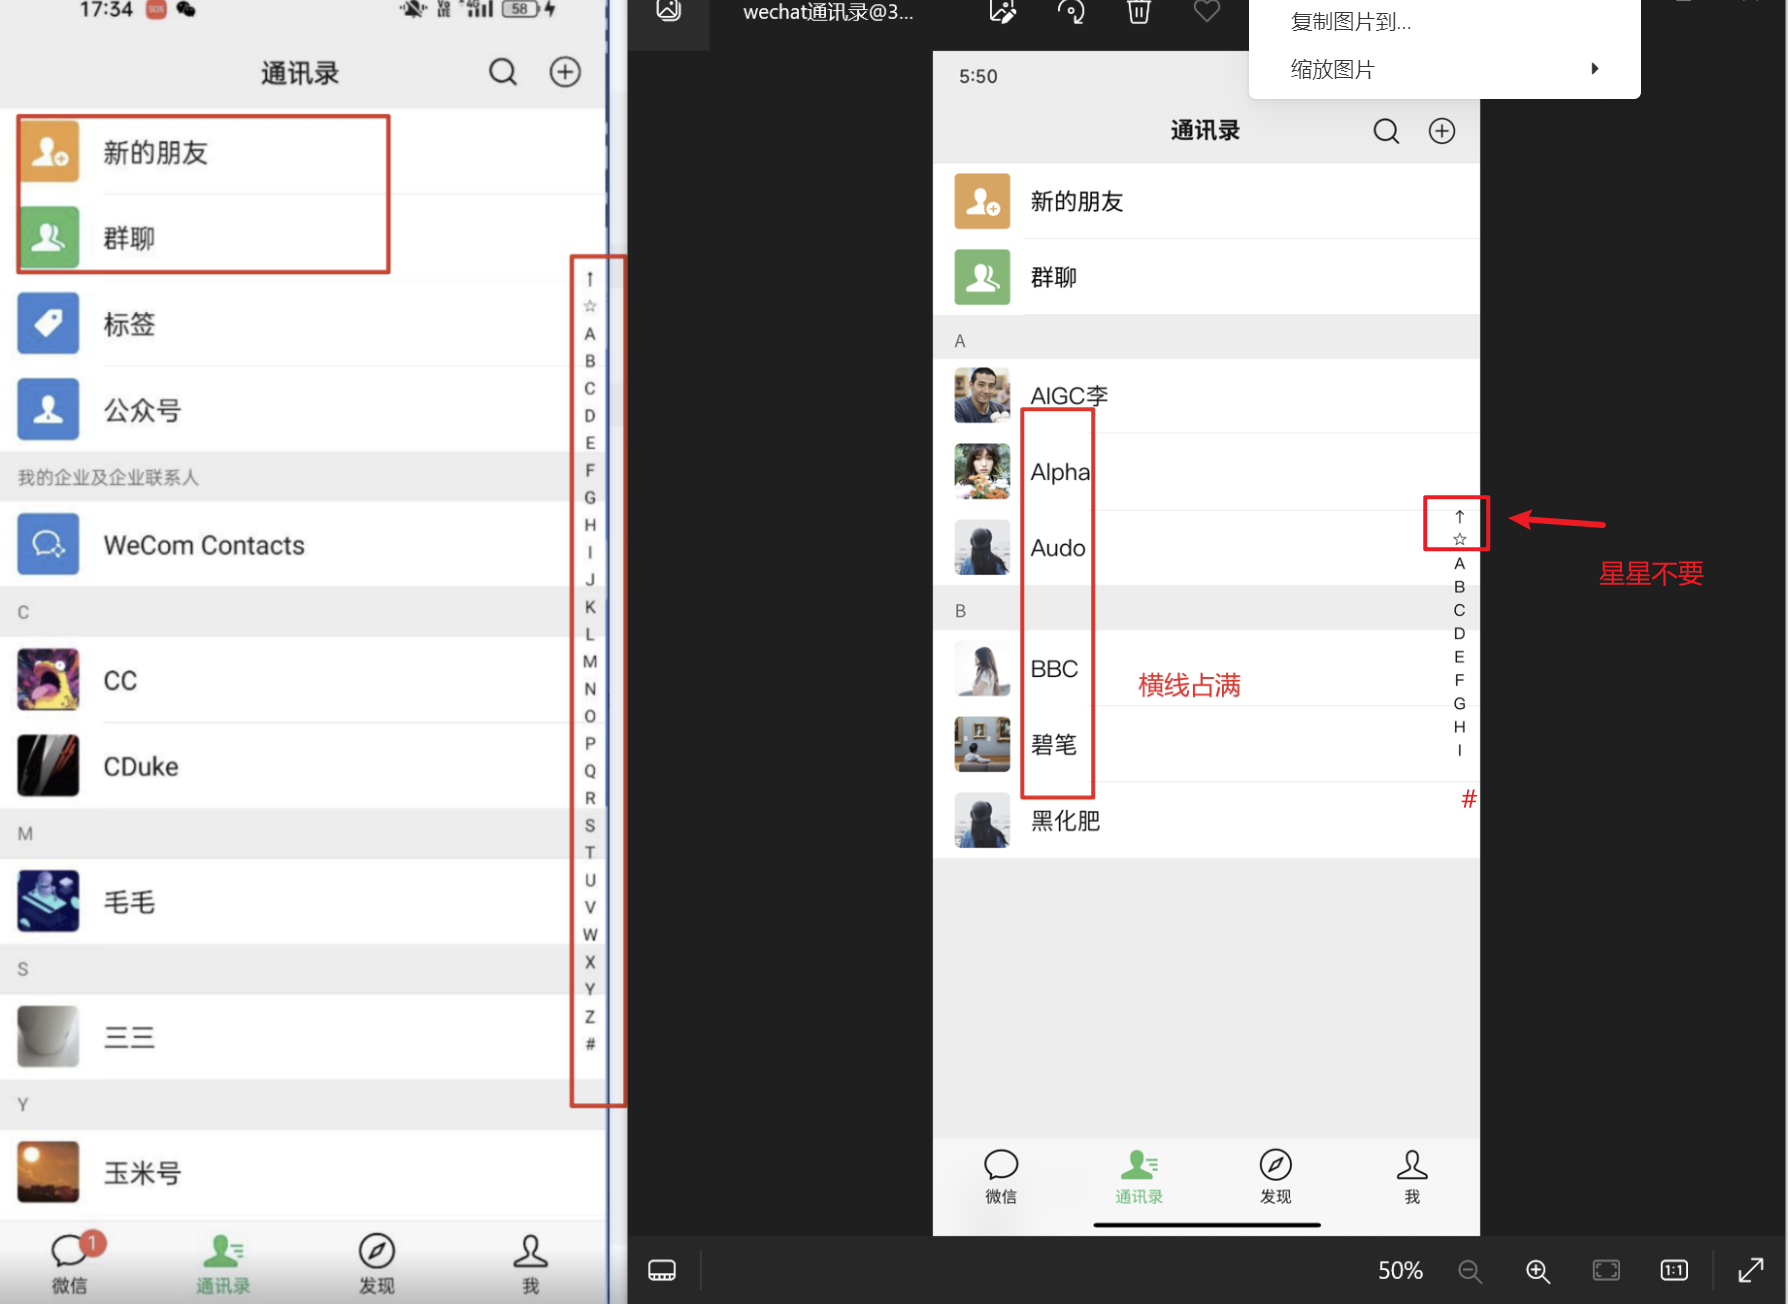 17:34
SOS
4G
58
通讯录
新的朋友
群聊
标签
公众号
我的企业及企业联系人
WeCom Contacts
C
CC
CDuke
M
毛毛
S
三三
Y
玉米号
↑
☆
A
B
C
D
E
F
G
H
I
J
K
L
M
N
O
P
Q
R
S
T
U
V
W
X
Y
Z
#
1
微信
通讯录
发现
我
wechat通讯录@3...
复制图片到...
缩放图片
5:50
通讯录
新的朋友
群聊
A
AIGC李
Alpha
Audo
B
BBC
碧笔
黑化肥
横线占满
↑
☆
A
B
C
D
E
F
G
H
I
#
星星不要
微信
通讯录
发现
我
50%
1:1